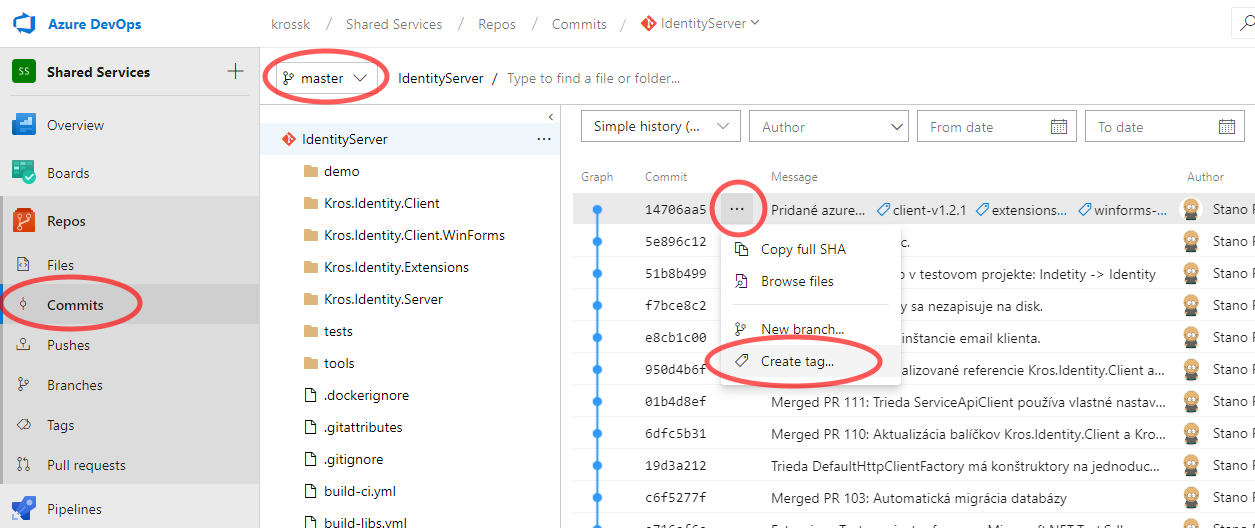 Azure DevOps
krossk / Shared Services / Repos / Commits / IdentityServer
SS Shared Services
master
IdentityServer / Type to find a file or folder...
Overview
Boards
Repos
Files
Commits
Pushes
Branches
Tags
Pull requests
Pipelines
IdentityServer ...
demo
Kros.Identity.Client
Kros.Identity.Client.WinForms
Kros.Identity.Extensions
Kros.Identity.Server
tests
tools
.dockerignore
.gitattributes
.gitignore
build-ci.yml
build-libs.yml
Simple history (... Author From date To date
Graph Commit Message Author
14706aa5 ... Pridané azure... client-v1.2.1 extensions... winforms-... Stano
5e896c12 c. Stano
51b8b499 v testovom projekte: Indetity -> Identity Stano
f7bce8c2 sa nezapisuje na disk. Stano
e8cb1c00 inštancie email klienta. Stano
950d4b6f alizované referencie Kros.Identity.Client a... Stano
01b4d8ef Merged PR 111: Trieda ServiceApiClient používa vlastné nastav... Stano
6dfc5b31 Merged PR 110: Aktualizácia balíčkov Kros.Identity.Client a Kro... Stano
19d3a212 Trieda DefaultHttpClientFactory má konštruktory na jednoduc... Stano
c6f5277f Merged PR 103: Automatická migrácia databázy Stano
Copy full SHA
Browse files
New branch...
Create tag...